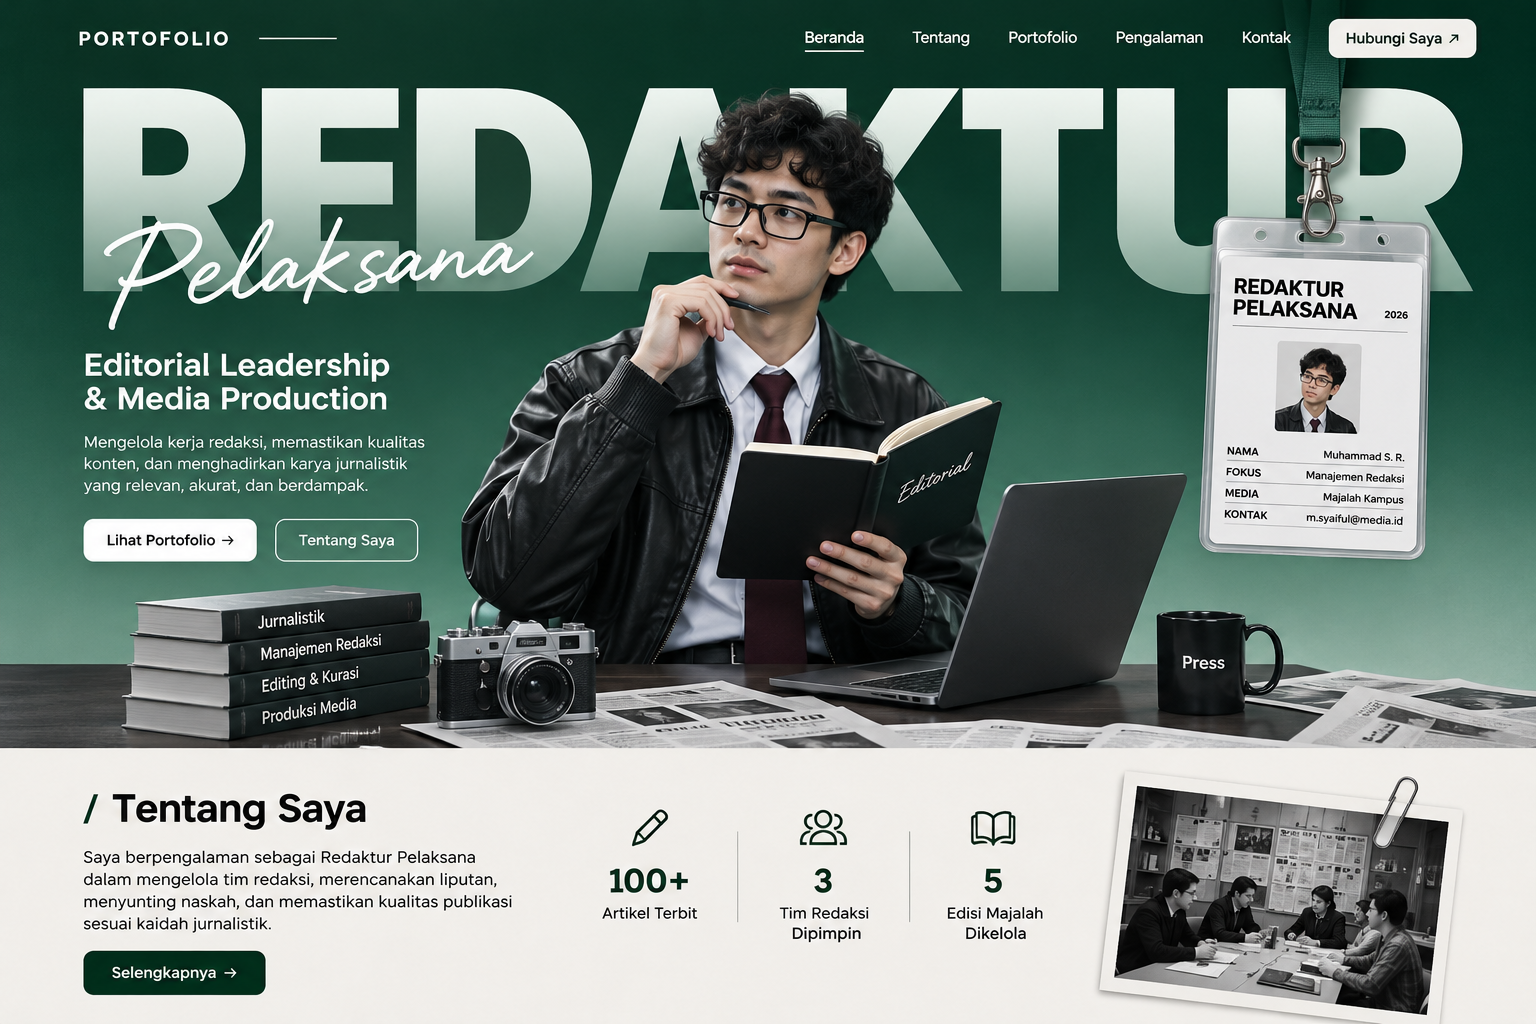 PORTOFOLIO
Beranda
Tentang
Portofolio
Pengalaman
Kontak
Hubungi Saya ↗
REDAKTUR
Pelaksana
Editorial Leadership
& Media Production
Mengelola kerja redaksi, memastikan kualitas
konten, dan menghadirkan karya jurnalistik
yang relevan, akurat, dan berdampak.
Lihat Portofolio →
Tentang Saya
REDAKTUR
PELAKSANA
2026
NAMA Muhammad S. R.
FOKUS Manajemen Redaksi
MEDIA Majalah Kampus
KONTAK m.syaiful@media.id
Editorial
Jurnalistik
Manajemen Redaksi
Editing & Kurasi
Produksi Media
Press
/ Tentang Saya
Saya berpengalaman sebagai Redaktur Pelaksana
dalam mengelola tim redaksi, merencanakan liputan,
menyunting naskah, dan memastikan kualitas publikasi
sesuai kaidah jurnalistik.
Selengkapnya →
100+
Artikel Terbit
3
Tim Redaksi
Dipimpin
5
Edisi Majalah
Dikelola